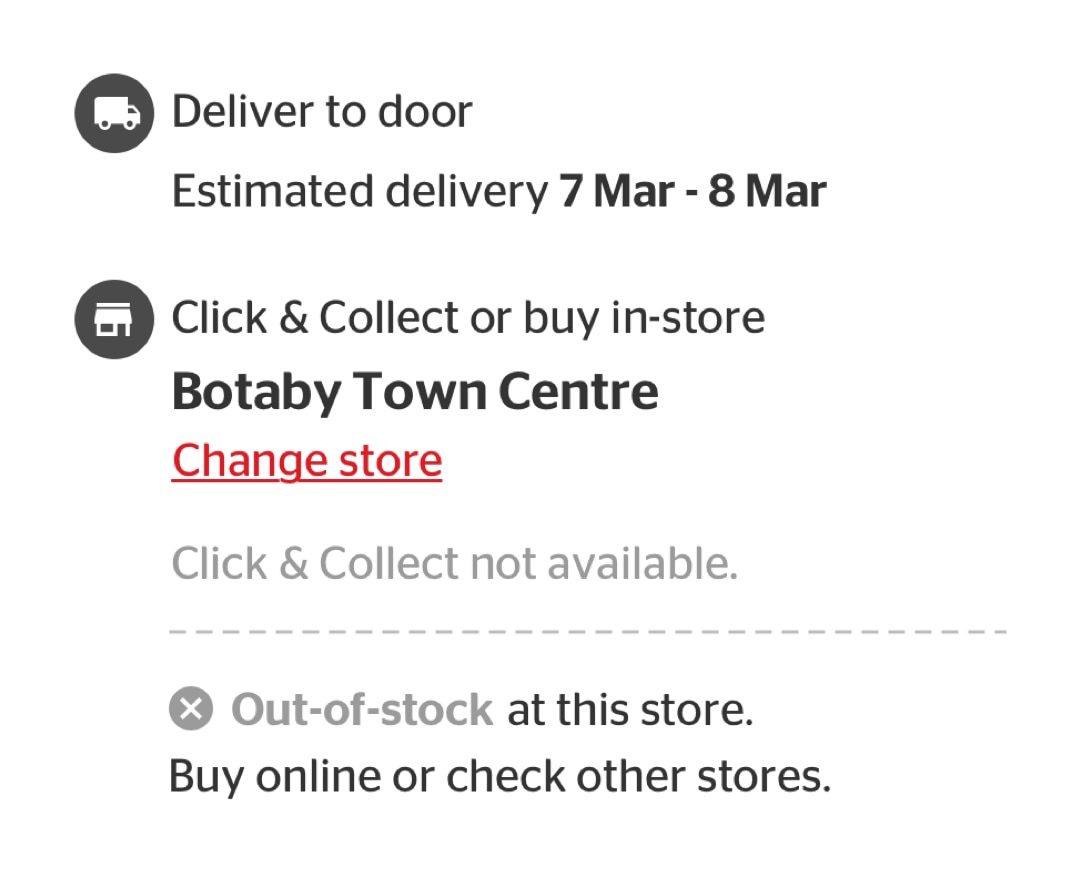 Deliver to door
Estimated delivery 7 Mar - 8 Mar
Click & Collect or buy in-store
Botaby Town Centre
Change store
Click & Collect not available.
Out-of-stock at this store.
Buy online or check other stores.